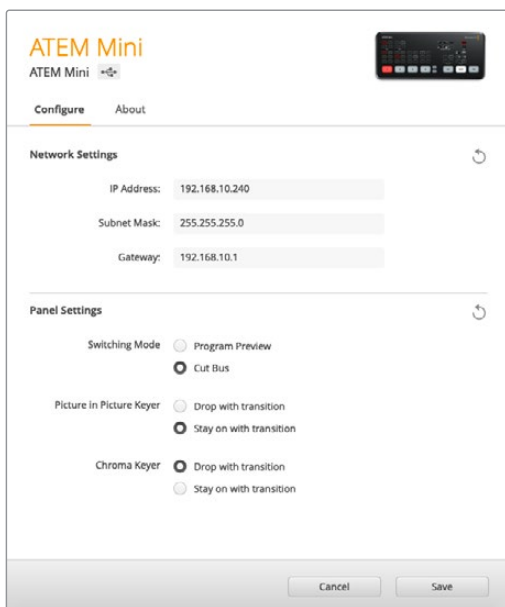 ATEM Mini
ATEM Mini
Configure About
Network Settings
IP Address: 192.168.10.240
Subnet Mask: 255.255.255.0
Gateway: 192.168.10.1
Panel Settings
Switching Mode Program Preview
Cut Bus
Picture in Picture Keyer Drop with transition
Stay on with transition
Chroma Keyer Drop with transition
Stay on with transition
Cancel Save